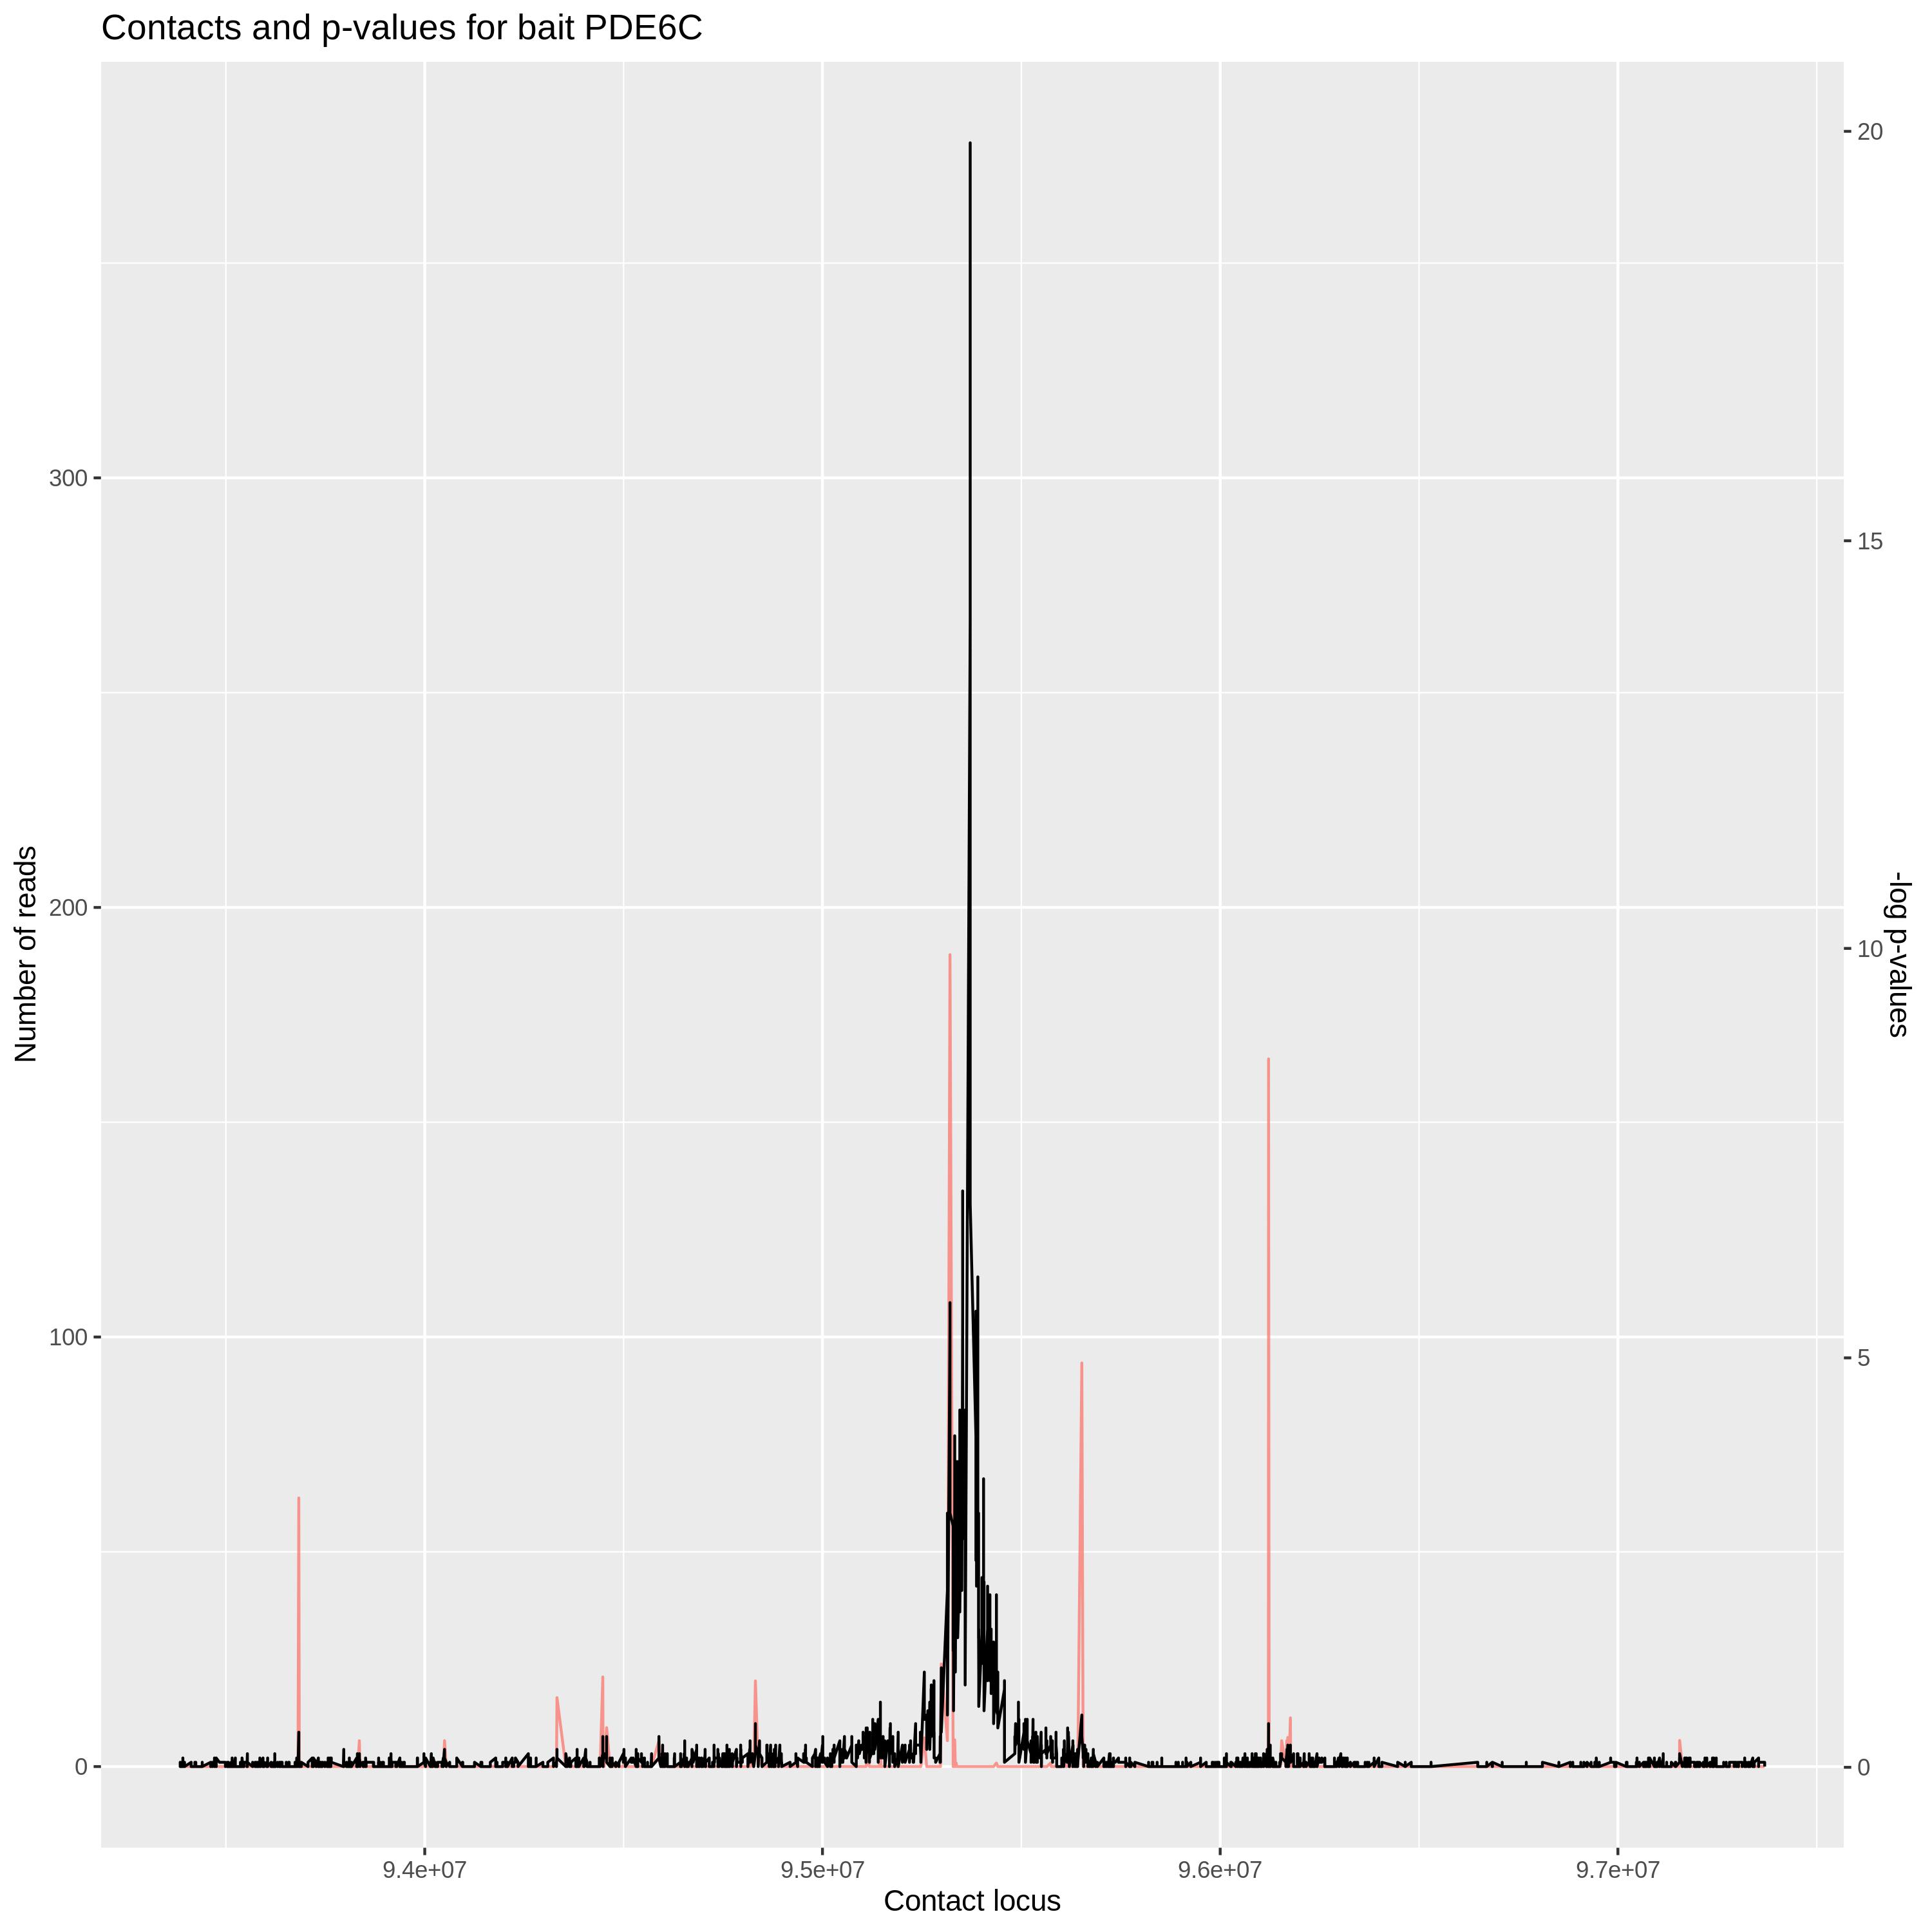 Contacts and p-values for bait PDE6C
Number of reads
300
200
100
0
20
15
10
5
0
-log p-values
9.4e+07
9.5e+07
9.6e+07
9.7e+07
Contact locus